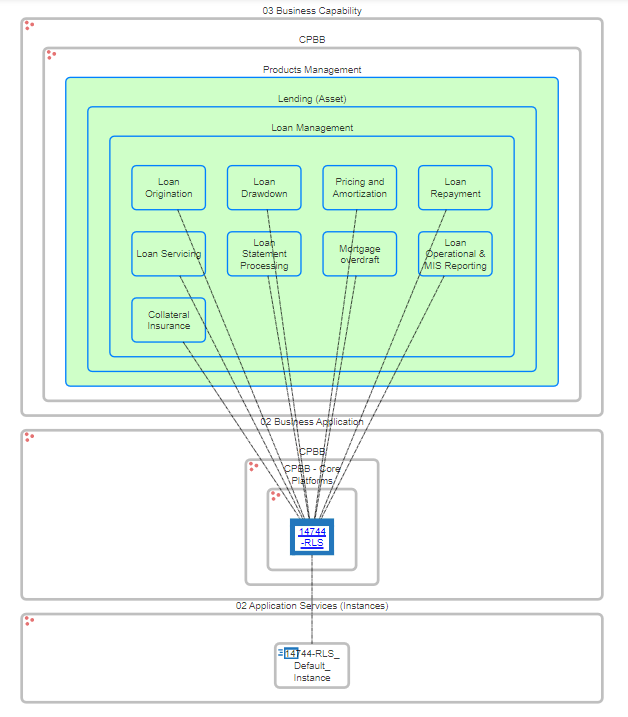 03 Business Capability
CPBB
Products Management
Lending (Asset)
Loan Management
Loan
Origination
Loan
Drawdown
Pricing and
Amortization
Loan
Repayment
Loan Servicing
Loan
Statement
Processing
Mortgage
overdraft
Loan
Operational &
MIS Reporting
Collateral
Insurance
02 Business Application
CPBB
CPBB - Core
Platforms
14744
-RLS
02 Application Services (Instances)
14744-RLS_
Default_
Instance